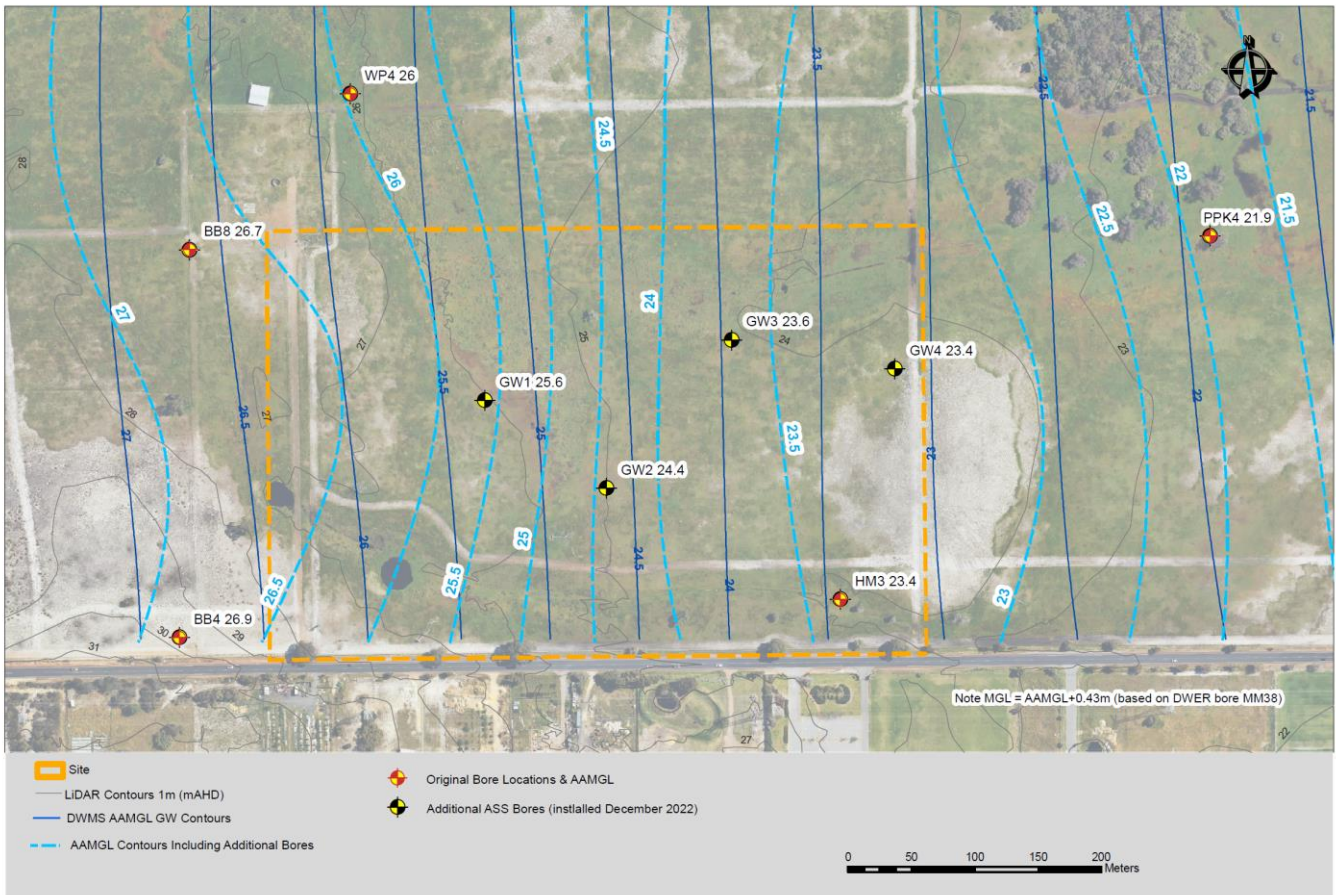 N
WP4 26
28
23.5
22.5
21.5
24.5
26
28
22
22.5
21.5
PPK4 21.9
BB8 26.7
27
24
GW3 23.6
24
25
27
23
GW4 23.4
25.5
GW1 25.6
26.5
27
28
27
25
23.5
22
23
GW2 24.4
25
26
24.5
24
25.5
26.5
HM3 23.4
23
BB4 26.9
30
29
31
Note MGL = AAMGL+0.43m (based on DWER bore MM38)
27
22
Site
LiDAR Contours 1m (mAHD)
DWMS AAMGL GW Contours
AAMGL Contours Including Additional Bores
Original Bore Locations & AAMGL
Additional ASS Bores (instlalled December 2022)
0 50 100 150 200
Meters